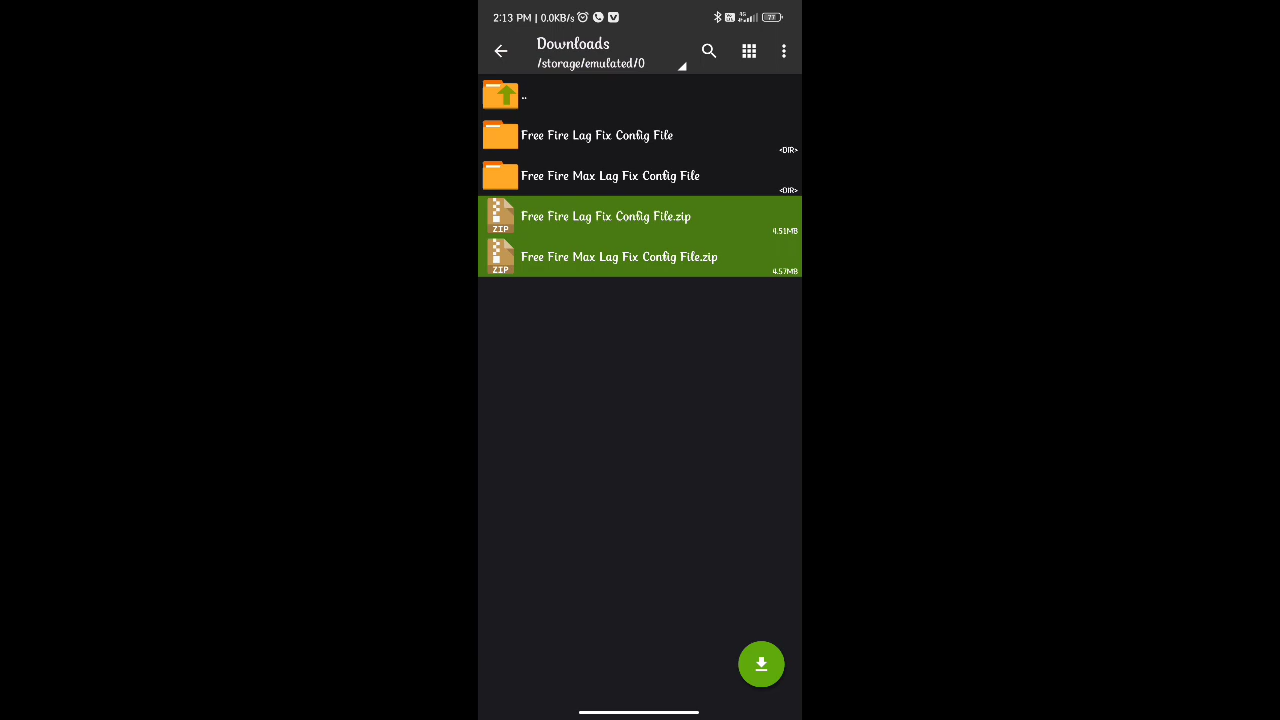 2:13 PM | 0.0KB/s
Downloads
/storage/emulated/0
..
Free Fire Lag Fix Config File
<DIR>
Free Fire Max Lag Fix Config File
<DIR>
ZIP
Free Fire Lag Fix Config File.zip
4.51MB
ZIP
Free Fire Max Lag Fix Config File.zip
4.57MB